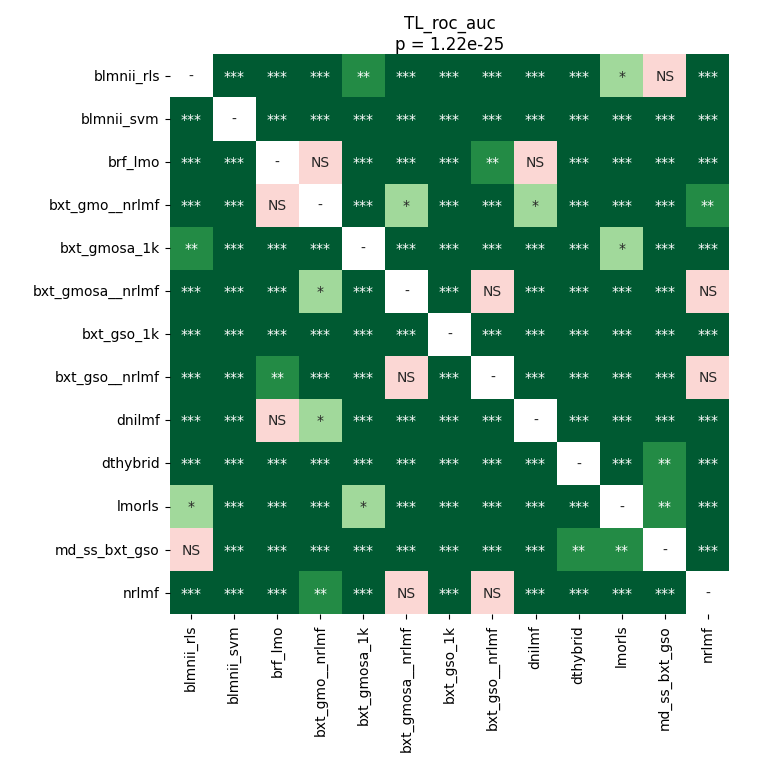 TL_roc_auc
p = 1.22e-25
blmnii_rls - *** *** *** ** *** *** *** *** *** * NS ***
blmnii_svm *** - *** *** *** *** *** *** *** *** *** *** ***
brf_lmo *** *** - NS *** *** *** ** NS *** *** *** ***
bxt_gmo__nrlmf *** *** NS - *** * *** *** * *** *** *** **
bxt_gmosa_1k ** *** *** *** - *** *** *** *** *** * *** ***
bxt_gmosa__nrlmf *** *** *** * *** - *** NS *** *** *** *** NS
bxt_gso_1k *** *** *** *** *** *** - *** *** *** *** *** ***
bxt_gso__nrlmf *** *** ** *** *** NS *** - *** *** *** *** NS
dnilmf *** *** NS * *** *** *** *** - *** *** *** ***
dthybrid *** *** *** *** *** *** *** *** *** - *** ** ***
lmorls * *** *** *** * *** *** *** *** *** - ** ***
md_ss_bxt_gso NS *** *** *** *** *** *** *** *** ** ** - ***
nrlmf *** *** *** ** *** NS *** NS *** *** *** *** -
blmnii_rls
blmnii_svm
brf_lmo
bxt_gmo__nrlmf
bxt_gmosa_1k
bxt_gmosa__nrlmf
bxt_gso_1k
bxt_gso__nrlmf
dnilmf
dthybrid
lmorls
md_ss_bxt_gso
nrlmf